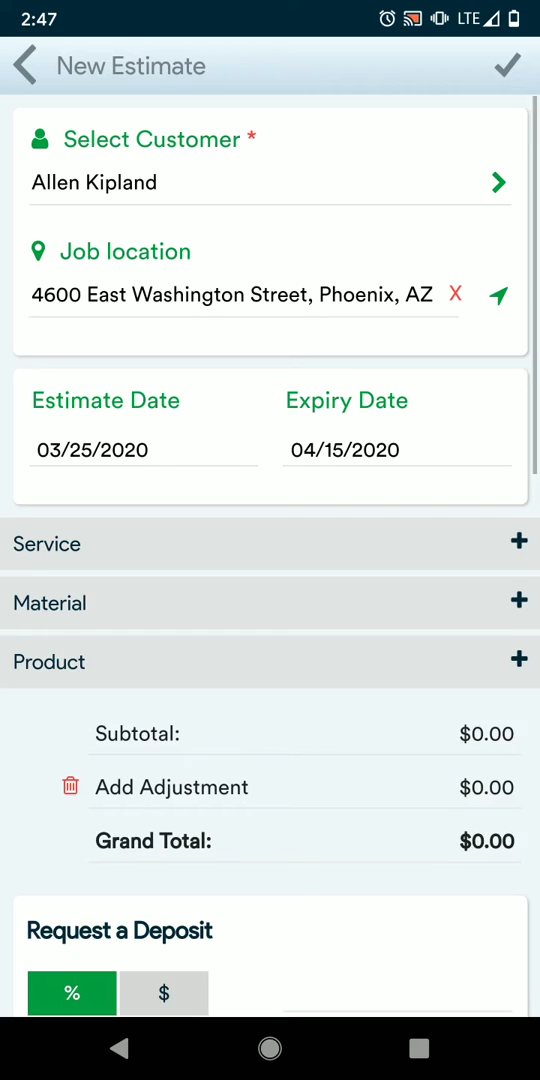 2:47
LTE
New Estimate
Select Customer *
Allen Kipland
Job location
4600 East Washington Street, Phoenix, AZ X
Estimate Date Expiry Date
03/25/2020 04/15/2020
Service +
Material +
Product +
Subtotal: $0.00
Add Adjustment $0.00
Grand Total: $0.00
Request a Deposit
% $